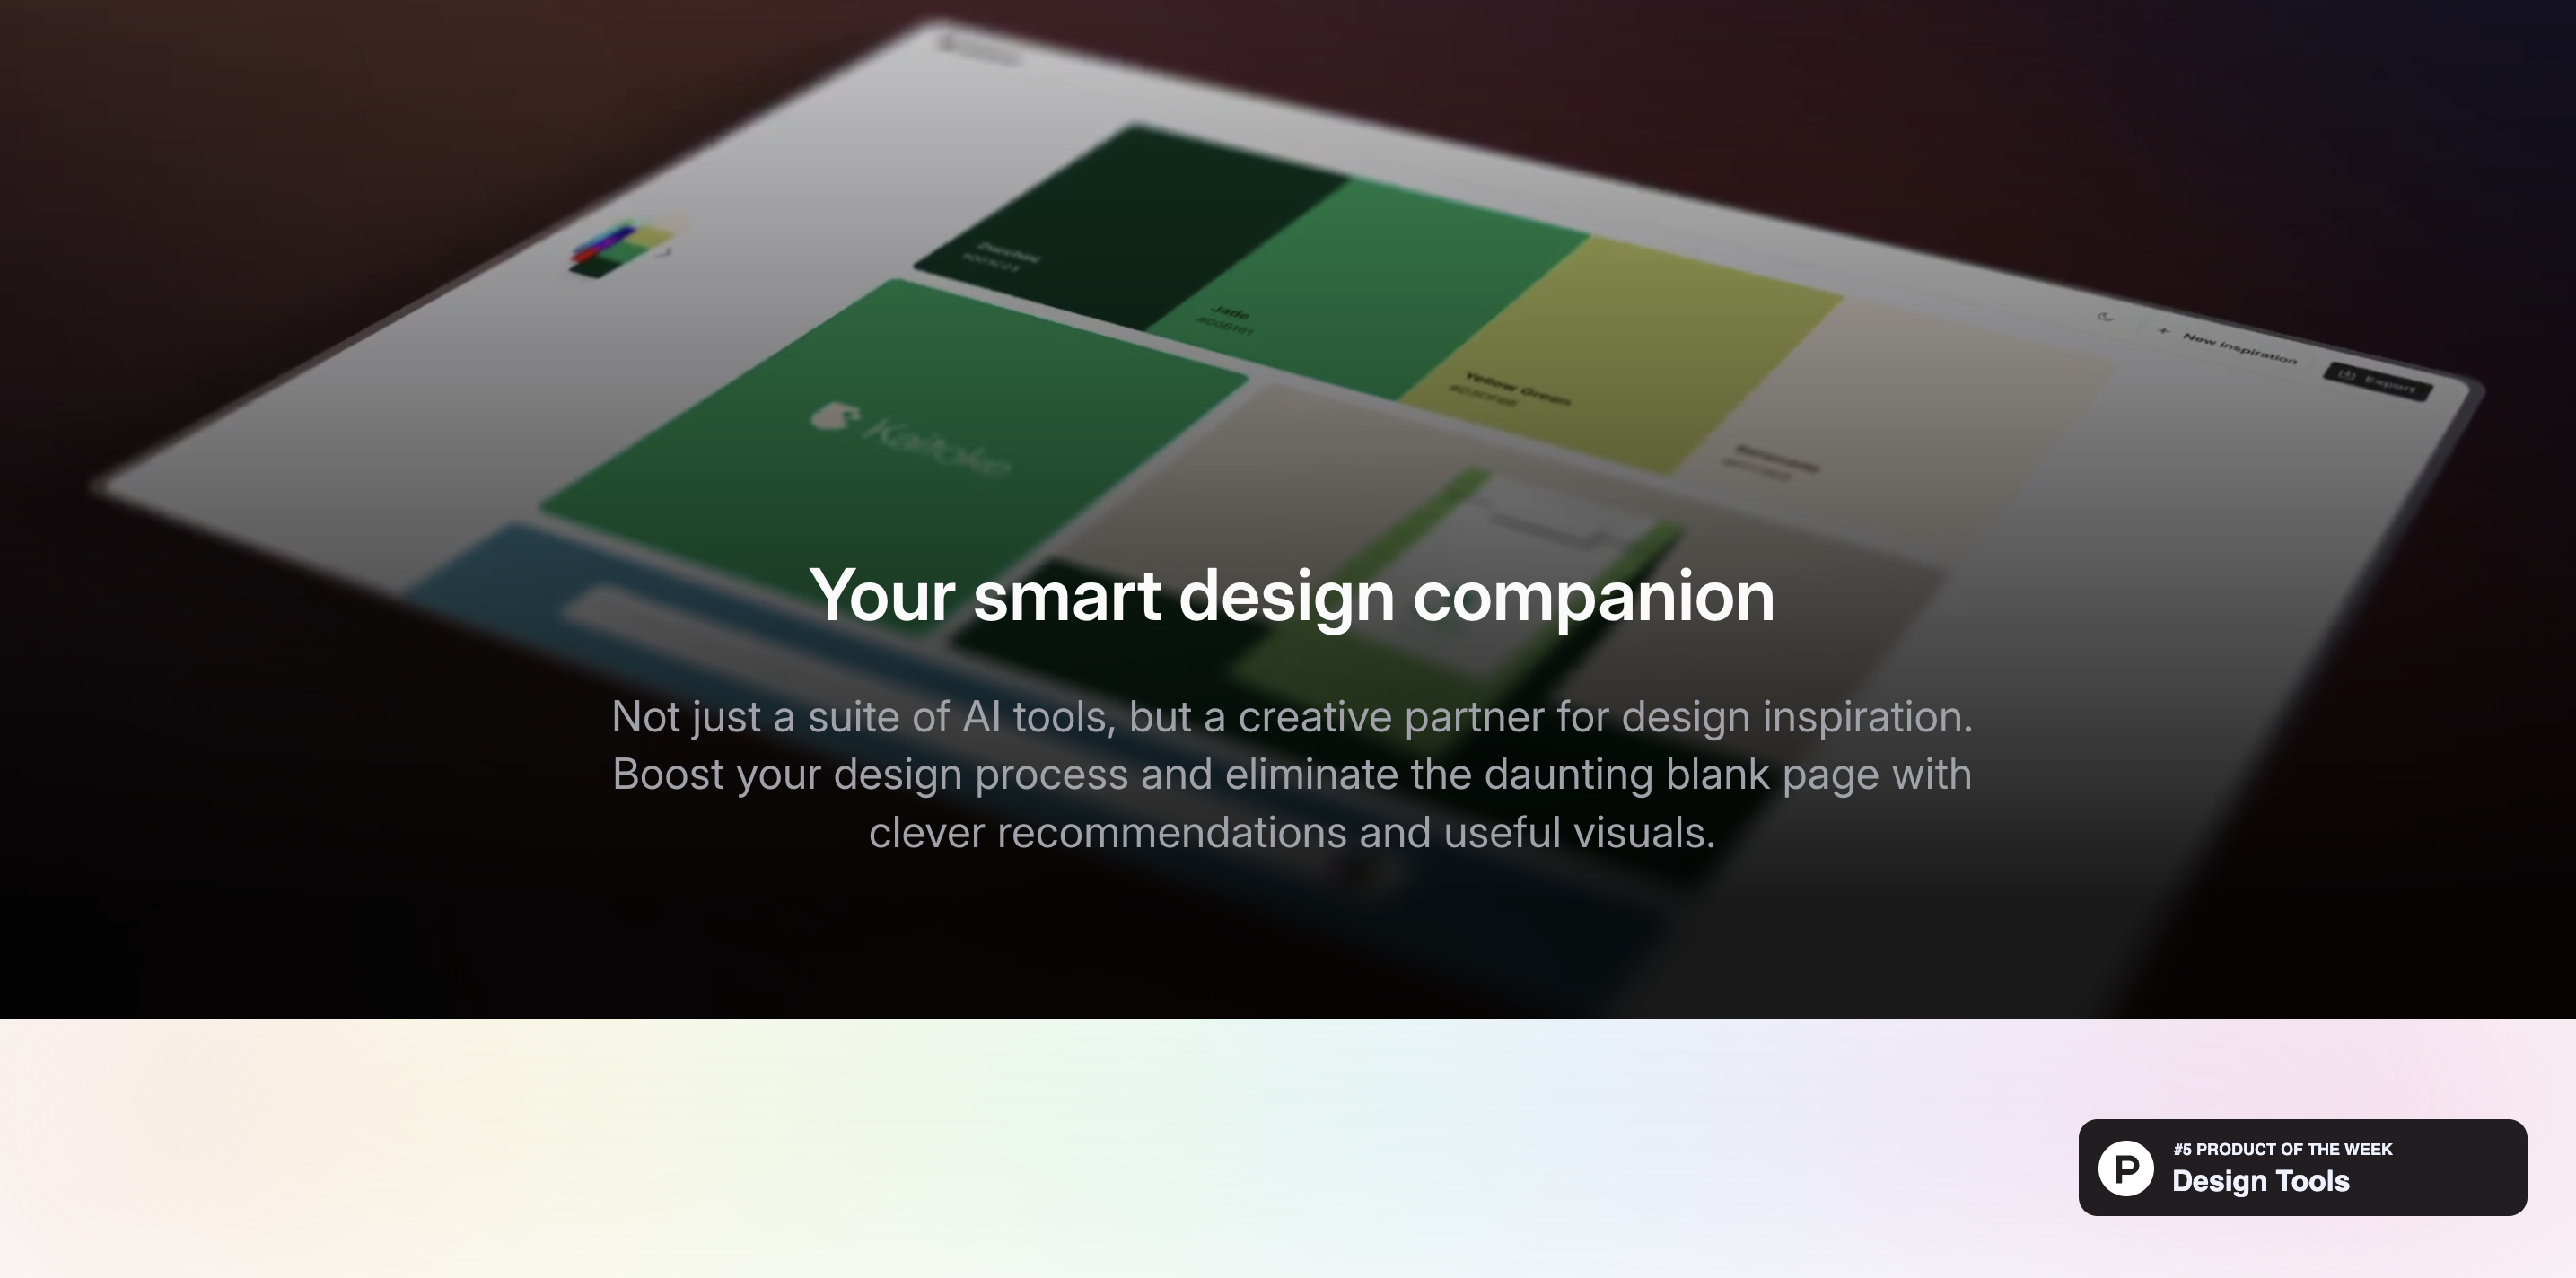 New Inspiration
Export
Jade
Yellow Green
Kaitoke
Your smart design companion
Not just a suite of AI tools, but a creative partner for design inspiration.
Boost your design process and eliminate the daunting blank page with
clever recommendations and useful visuals.
P
#5 PRODUCT OF THE WEEK
Design Tools